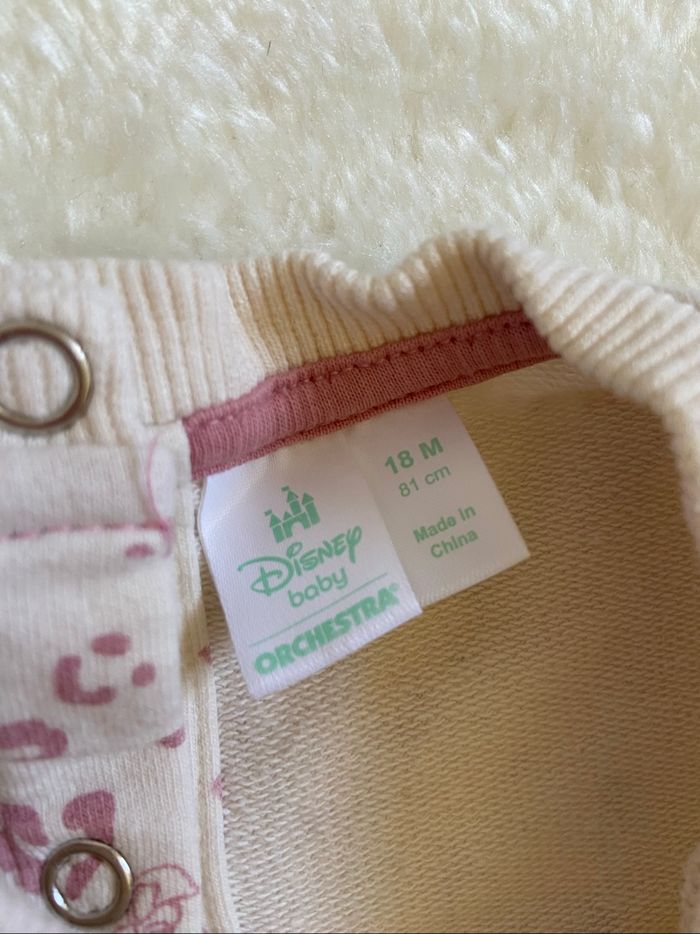 Disney
baby
ORCHESTRA®
18 M
81 cm
Made in
China